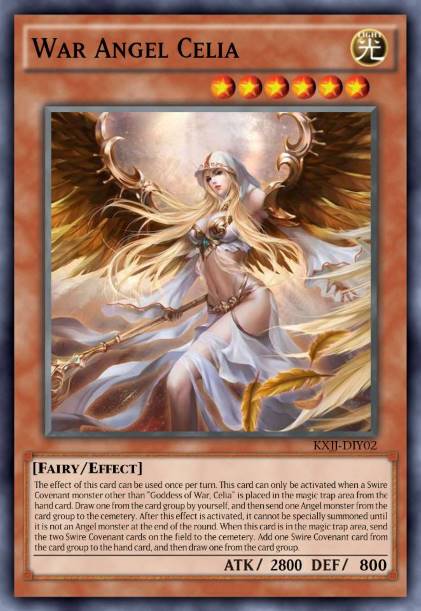 War Angel Celia
LIGHT
光
KXJJ-DIY02
[Fairy/Effect]
The effect of this card can be used once per turn. This card can only be activated when a Swire
Covenant monster other than "Goddess of War, Celia" is placed in the magic trap area from the
hand card. Draw one from the card group by yourself, and then send one Angel monster from the
card group to the cemetery. After this effect is activated, it cannot be specially summoned until
it is not an Angel monster at the end of the round. When this card is in the magic trap area, send
the two Swire Covenant cards on the field to the cemetery. Add one Swire Covenant card from
the card group to the hand card, and then draw one from the card group.
ATK/ 2800 DEF/ 800